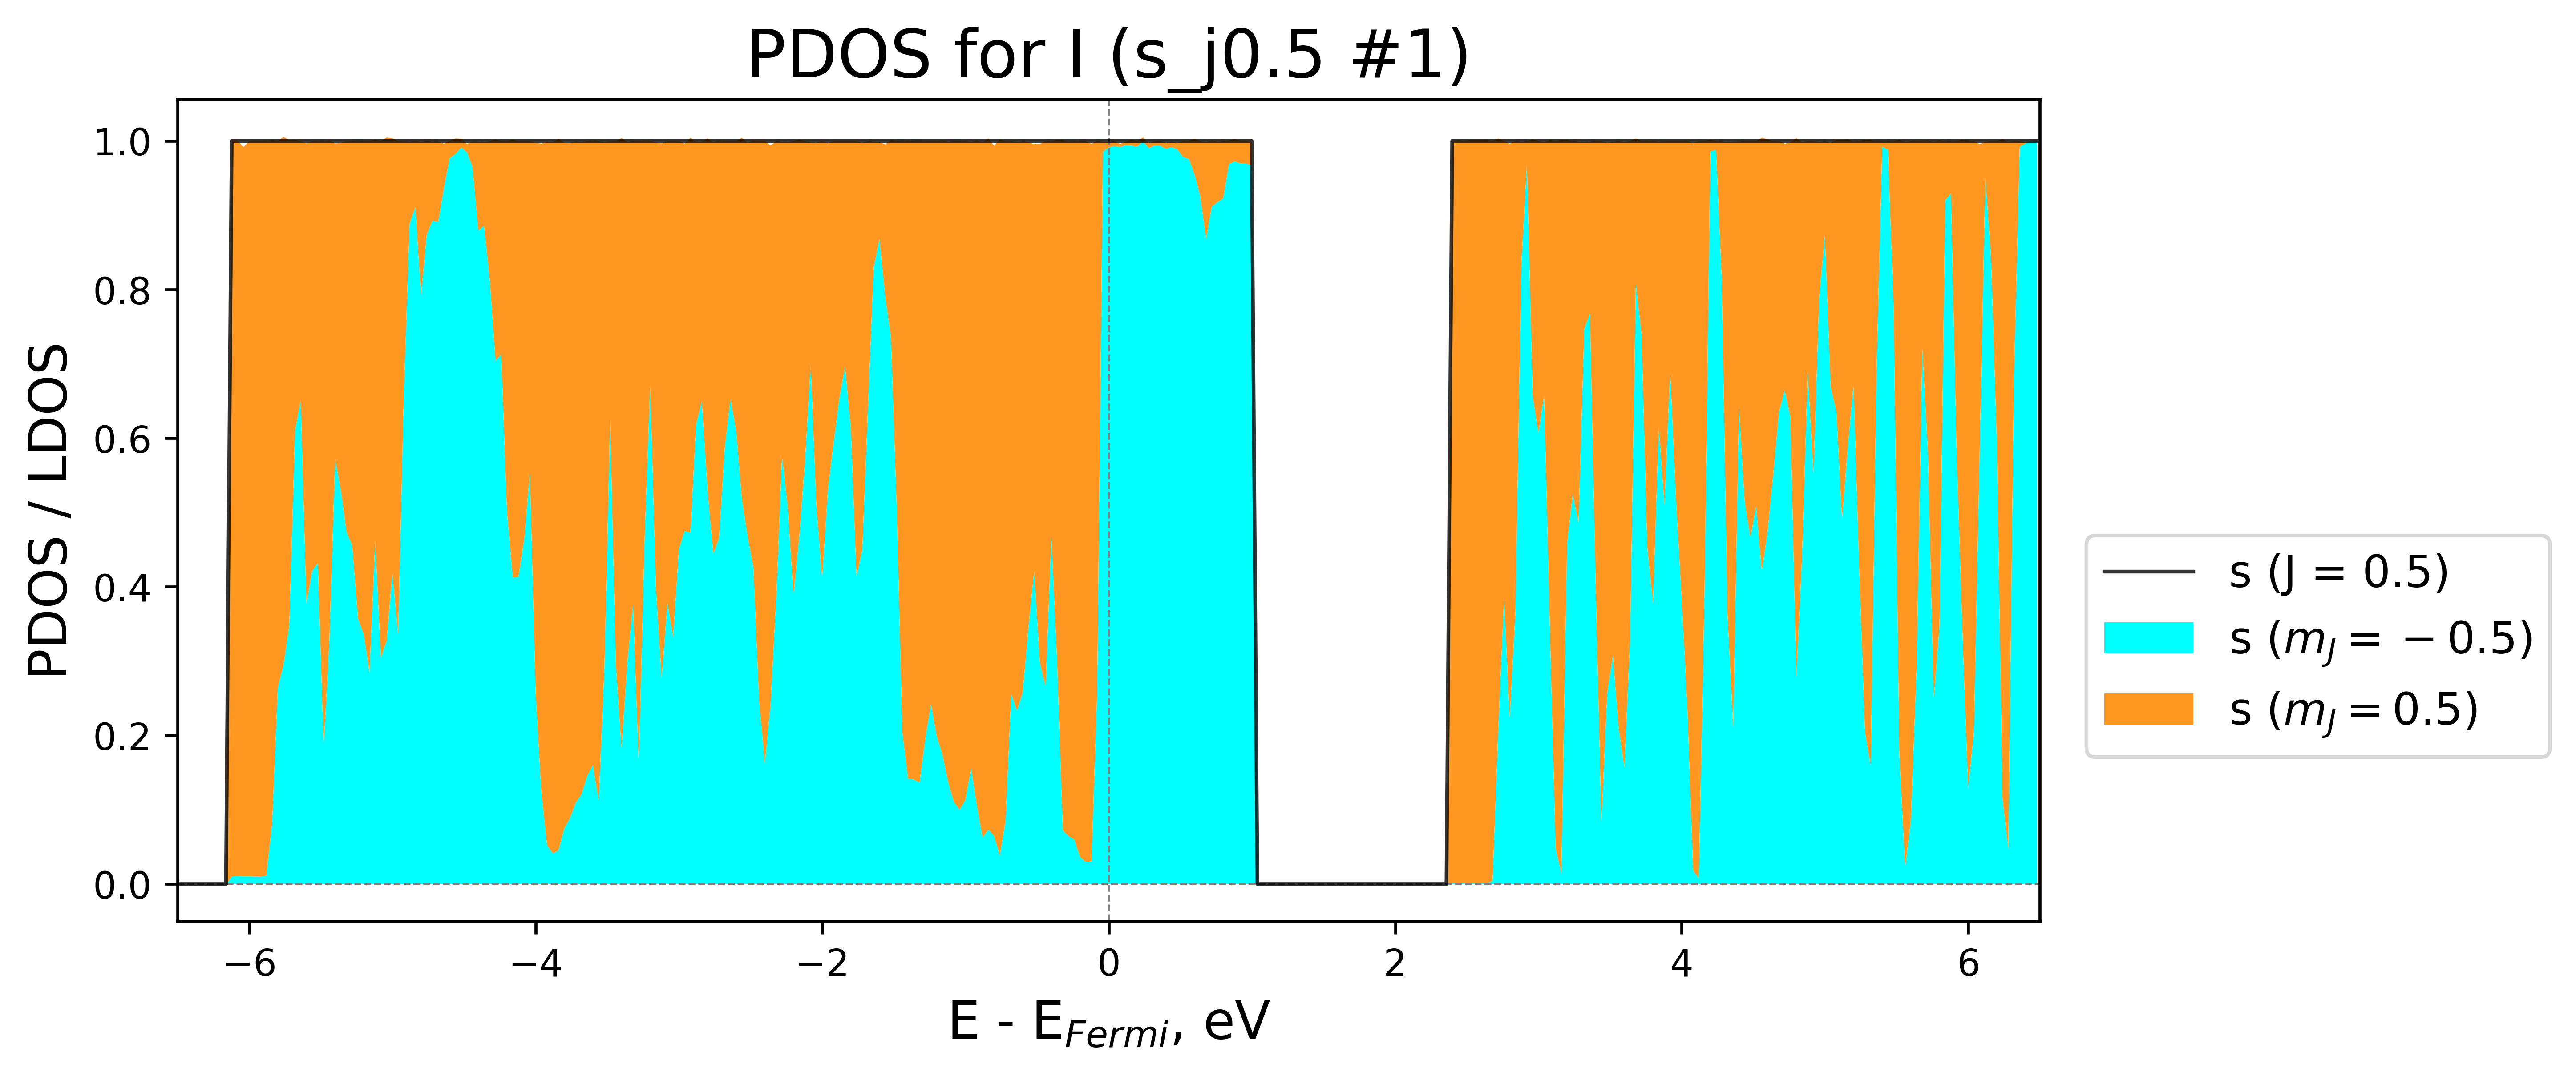 PDOS for I (s_j0.5 #1)
PDOS / LDOS
1.0
0.8
0.6
0.4
0.2
0.0
−6
−4
−2
0
2
4
6
E - E_Fermi, eV
s (J = 0.5)
s (m_J = −0.5)
s (m_J = 0.5)